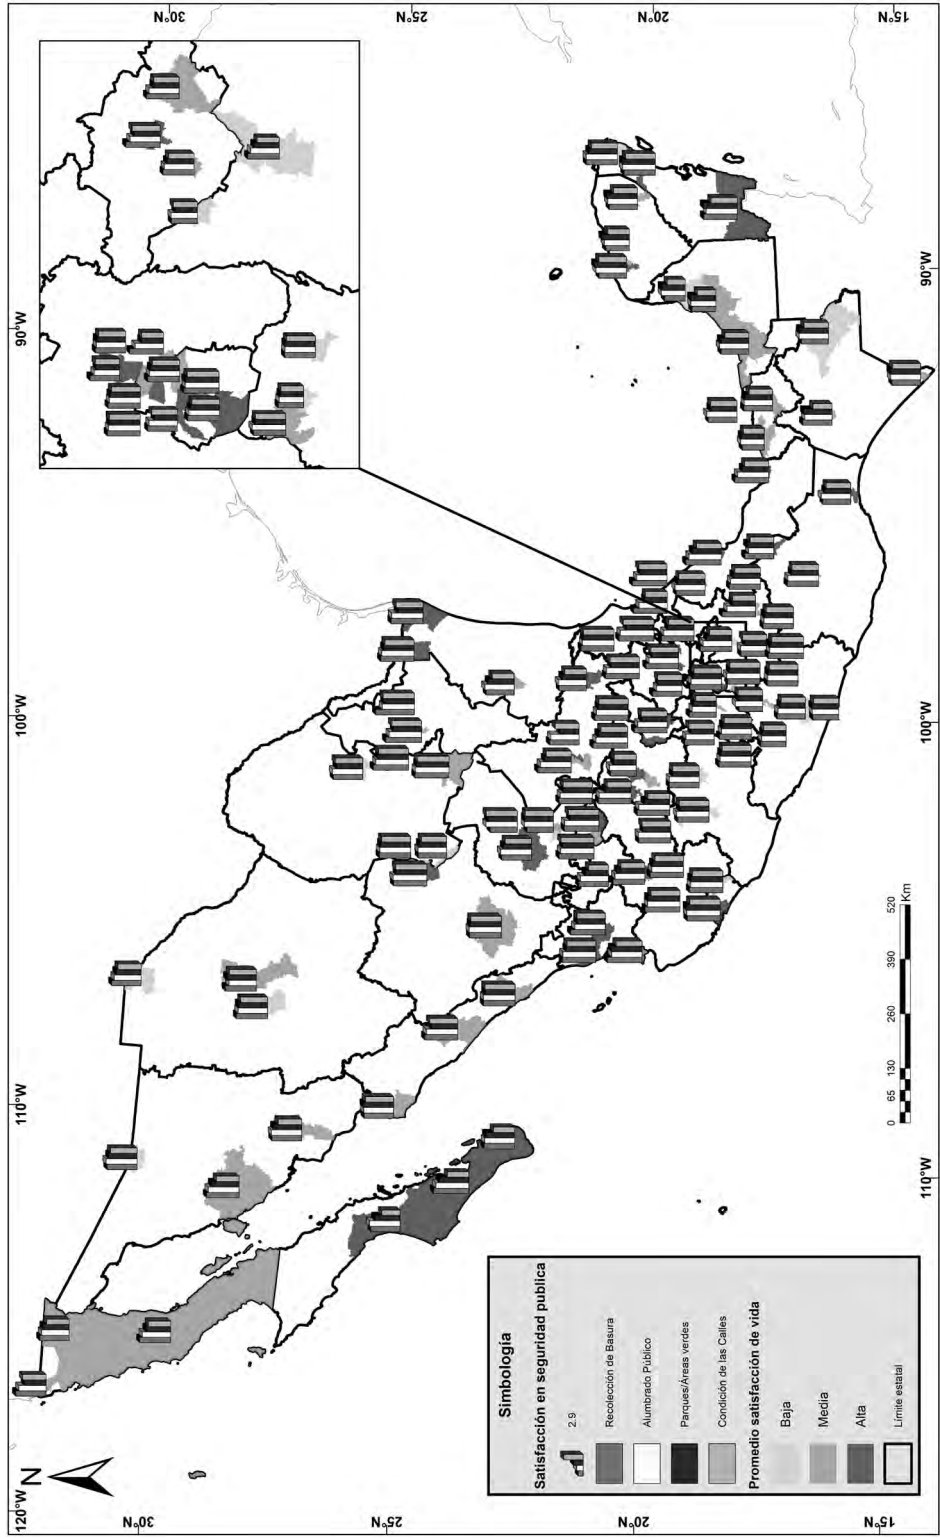 120°W
110°W
100°W
90°W
30°N
25°N
20°N
15°N
90°W
30°N
25°N
20°N
15°N
110°W
100°W
90°W
N
Simbología
Satisfacción en seguridad publica
2.9
Recolección de Basura
Alumbrado Público
Parques/Áreas verdes
Condición de las Calles
Promedio satisfacción de vida
Baja
Media
Alta
Límite estatal
0 65 130 260 390 520
Km